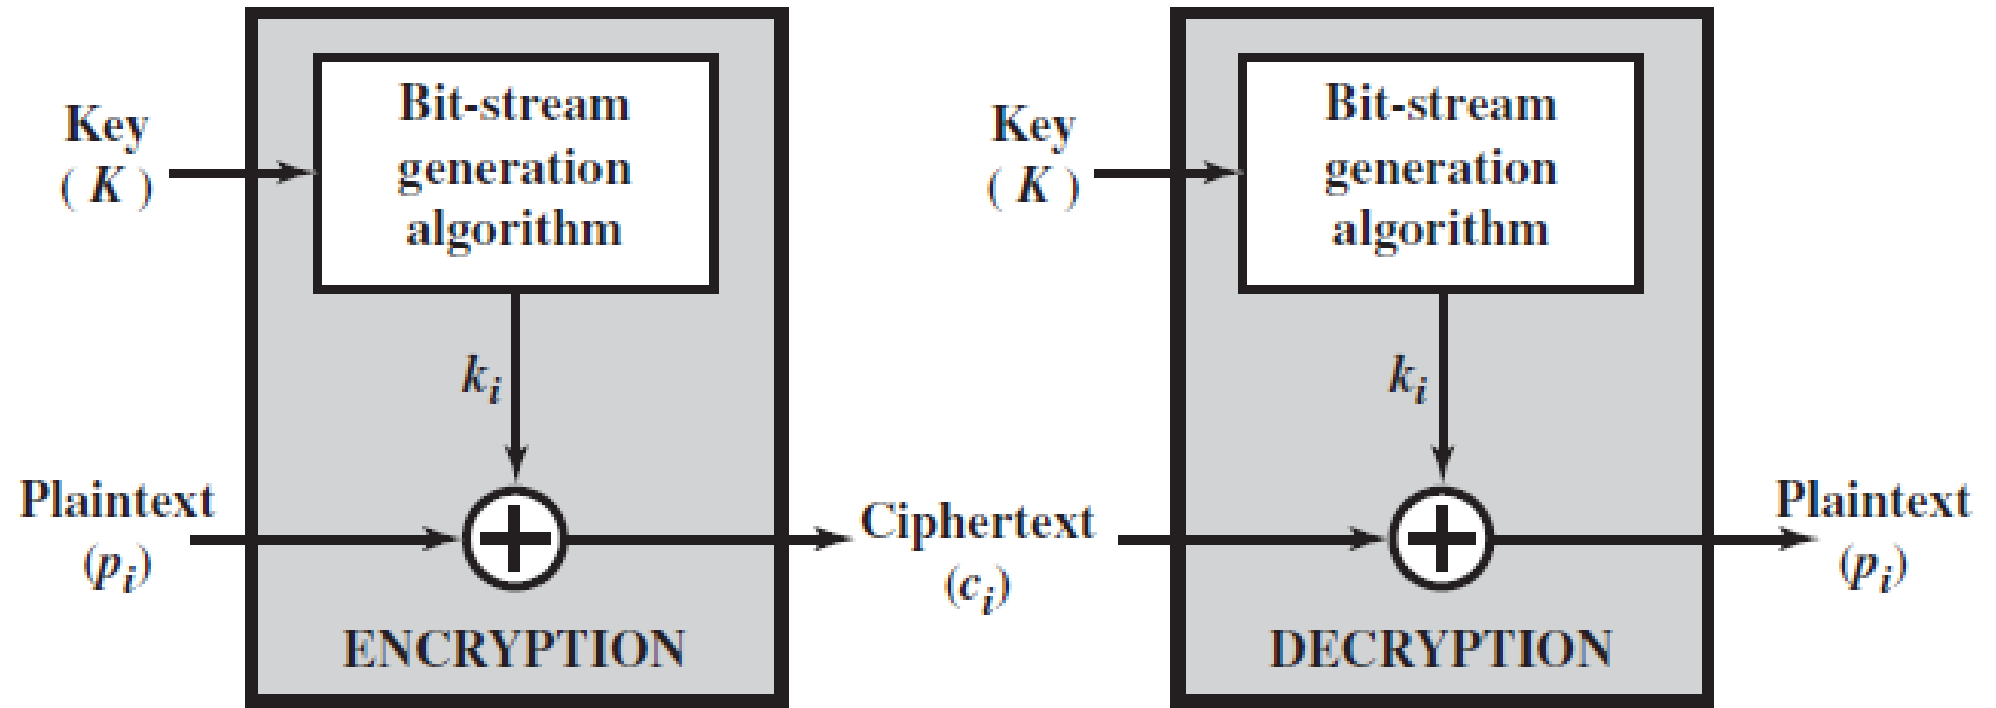 Key
( K )
Bit-stream
generation
algorithm
k_i
Plaintext
(p_i)
ENCRYPTION
Ciphertext
(c_i)
Key
( K )
Bit-stream
generation
algorithm
k_i
DECRYPTION
Plaintext
(p_i)